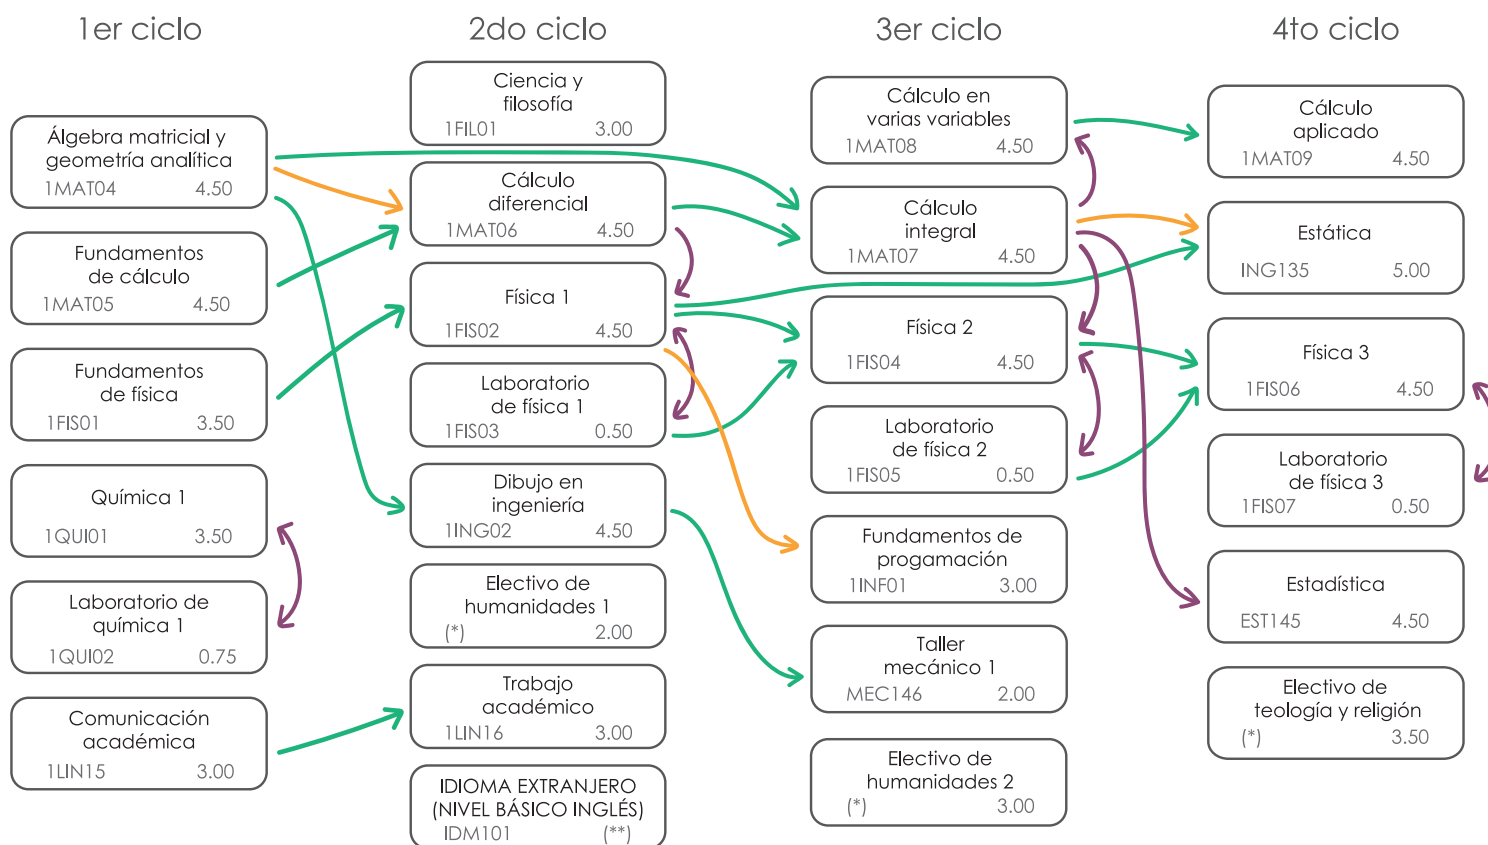 1er ciclo
Álgebra matricial y
geometría analítica
1MAT04 4.50
Fundamentos
de cálculo
1MAT05 4.50
Fundamentos
de física
1FIS01 3.50
Química 1
1QUI01 3.50
Laboratorio de
química 1
1QUI02 0.75
Comunicación
académica
1LIN15 3.00
2do ciclo
Ciencia y
filosofía
1FIL01 3.00
Cálculo
diferencial
1MAT06 4.50
Física 1
1FIS02 4.50
Laboratorio
de física 1
1FIS03 0.50
Dibujo en
ingeniería
1ING02 4.50
Electivo de
humanidades 1
(*) 2.00
Trabajo
académico
1LIN16 3.00
IDIOMA EXTRANJERO
(NIVEL BÁSICO INGLÉS)
IDM101 (**)
3er ciclo
Cálculo en
varias variables
1MAT08 4.50
Cálculo
integral
1MAT07 4.50
Física 2
1FIS04 4.50
Laboratorio
de física 2
1FIS05 0.50
Fundamentos de
progamación
1INF01 3.00
Taller
mecánico 1
MEC146 2.00
Electivo de
humanidades 2
(*) 3.00
4to ciclo
Cálculo
aplicado
1MAT09 4.50
Estática
ING135 5.00
Física 3
1FIS06 4.50
Laboratorio
de física 3
1FIS07 0.50
Estadística
EST145 4.50
Electivo de
teología y religión
(*) 3.50